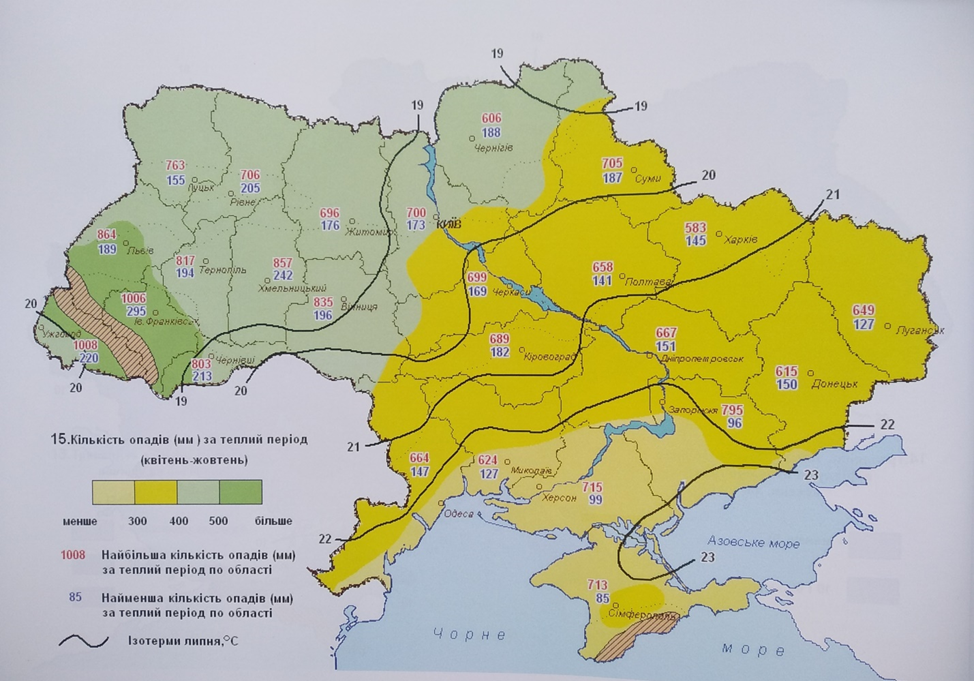 19
19
19
606
188
Чернігів
705
187
Суми
20
21
763
155
Луцьк
706
205
Рівне
696
176
Житомир
700
173
КИЇВ
583
145
Харків
864
189
Львів
817
194
Тернопіль
857
242
Хмельницький
699
169
Черкаси
658
141
Полтава
1006
295
Ів.Франківськ
835
196
Вінниця
649
127
Луганськ
20
Ужгород
1008
220
20
803
213
Чернівці
19
20
689
182
Кіровоград
667
151
Дніпропетровськ
615
150
Донецьк
795
96
Запоріжжя
22
21
664
147
624
127
Миколаїв
715
99
Херсон
Одеса
23
22
Азовське море
23
713
85
Сімферополь
Чорне
море
15.Кількість опадів (мм ) за теплий період
(квітень-жовтень)
менше 300 400 500 більше
1008 Найбільша кількість опадів (мм)
за теплий період по області
85 Найменша кількість опадів (мм)
за теплий період по області
Ізотерми липня,°C